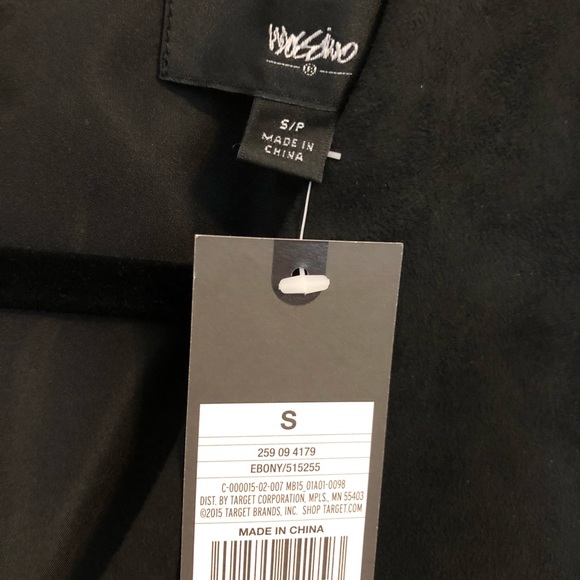 Mossimo
S/P
MADE IN
CHINA
S
259 09 4179
EBONY/515255
C-000015-02-007 MB15_01A01-0098
DIST. BY TARGET CORPORATION, MPLS., MN 55403
©2015 TARGET BRANDS, INC. SHOP TARGET.COM
MADE IN CHINA